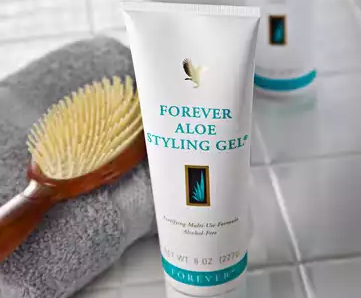 FOREVER
ALOE
STYLING GEL®
Fortifying Multi-Use Formula
Alcohol-Free
NET WT. 8 OZ (227g)
FOREVER®